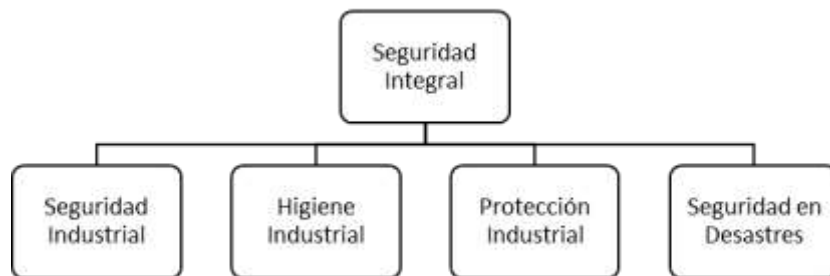 Seguridad
Integral
Seguridad
Industrial
Higiene
Industrial
Protección
Industrial
Seguridad en
Desastres